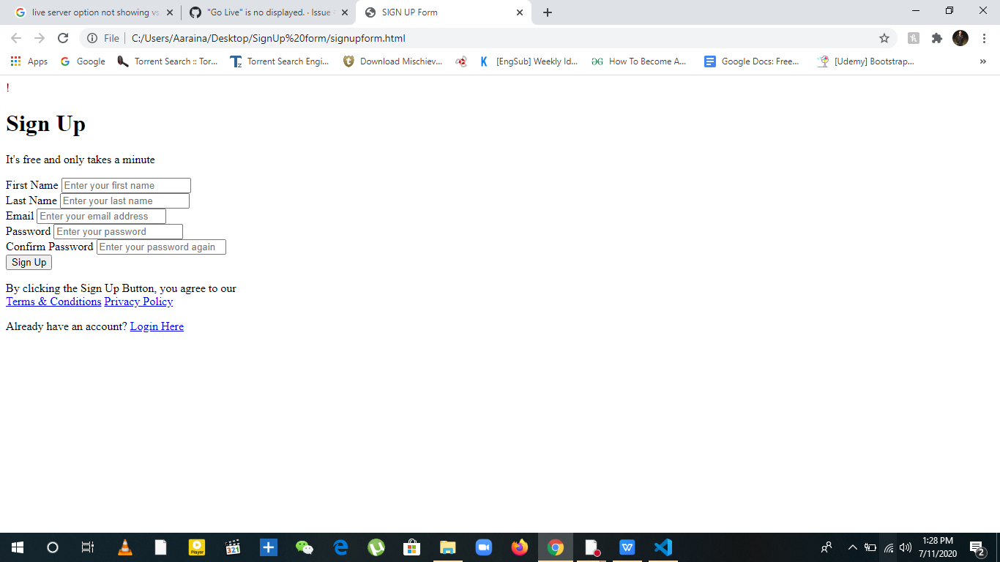 live server option not showing vs
"Go Live" is no displayed. · Issue
SIGN UP Form
File
C:/Users/Aaraina/Desktop/SignUp%20form/signupform.html
Apps
Google
Torrent Search :: Tor...
Torrent Search Engi...
Download Mischiev...
[EngSub] Weekly Id...
How To Become A...
Google Docs: Free...
[Udemy] Bootstrap...
»
!
Sign Up
It's free and only takes a minute
First Name Enter your first name
Last Name Enter your last name
Email Enter your email address
Password Enter your password
Confirm Password Enter your password again
Sign Up
By clicking the Sign Up Button, you agree to our
Terms & Conditions Privacy Policy
Already have an account? Login Here
Player
321
W
1:28 PM
7/11/2020
2